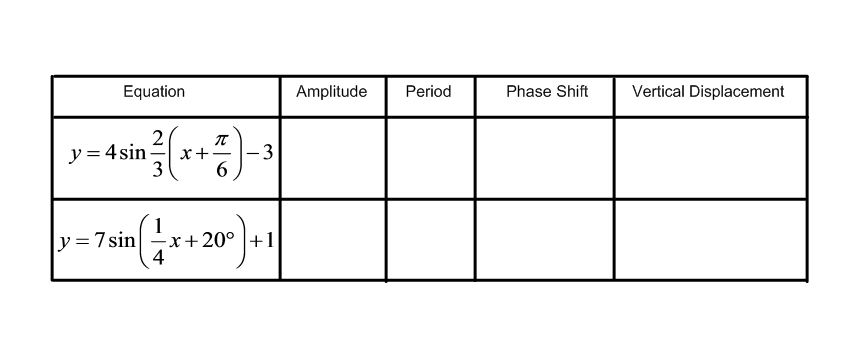 Equation Amplitude Period Phase Shift Vertical Displacement
y = 4 sin 2/3 (x + π/6) − 3
y = 7 sin (1/4 x + 20°) + 1